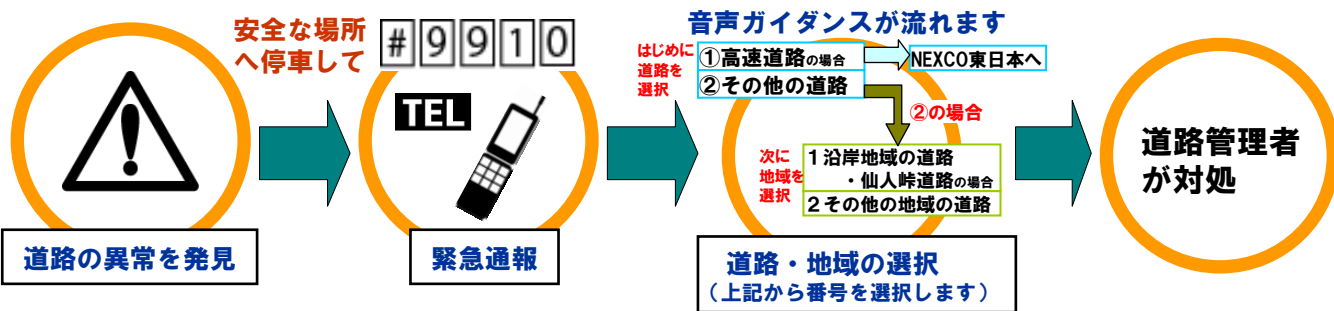 道路の異常を発見
安全な場所
へ停車して
#9910
TEL
緊急通報
音声ガイダンスが流れます
はじめに
道路を
選択
①高速道路の場合
NEXCO東日本へ
②その他の道路
②の場合
次に
地域を
選択
1沿岸地域の道路
・仙人峠道路の場合
2その他の地域の道路
道路・地域の選択
(上記から番号を選択します)
道路管理者
が対処